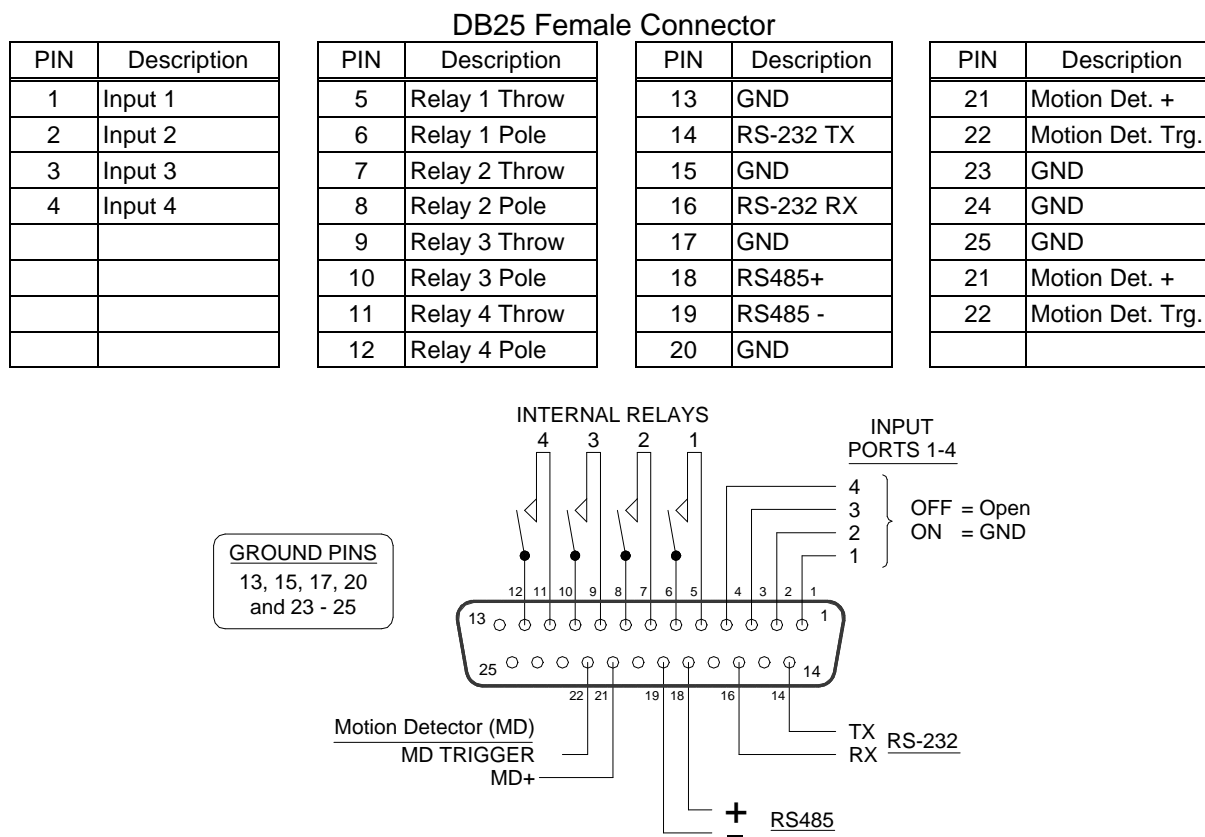 DB25 Female Connector
PIN Description PIN Description PIN Description PIN Description
1 Input 1 5 Relay 1 Throw 13 GND 21 Motion Det. +
2 Input 2 6 Relay 1 Pole 14 RS-232 TX 22 Motion Det. Trg.
3 Input 3 7 Relay 2 Throw 15 GND 23 GND
4 Input 4 8 Relay 2 Pole 16 RS-232 RX 24 GND
9 Relay 3 Throw 17 GND 25 GND
10 Relay 3 Pole 18 RS485+ 21 Motion Det. +
11 Relay 4 Throw 19 RS485 - 22 Motion Det. Trg.
12 Relay 4 Pole 20 GND
INTERNAL RELAYS
4 3 2 1
INPUT
PORTS 1-4
4
3
2
1
OFF = Open
ON = GND
GROUND PINS
13, 15, 17, 20
and 23 - 25
12 11 10 9 8 7 6 5 4 3 2 1
13 1
25 14
22 21 19 18 16 14
Motion Detector (MD)
MD TRIGGER
MD+
TX
RX
RS-232
+
-
RS485